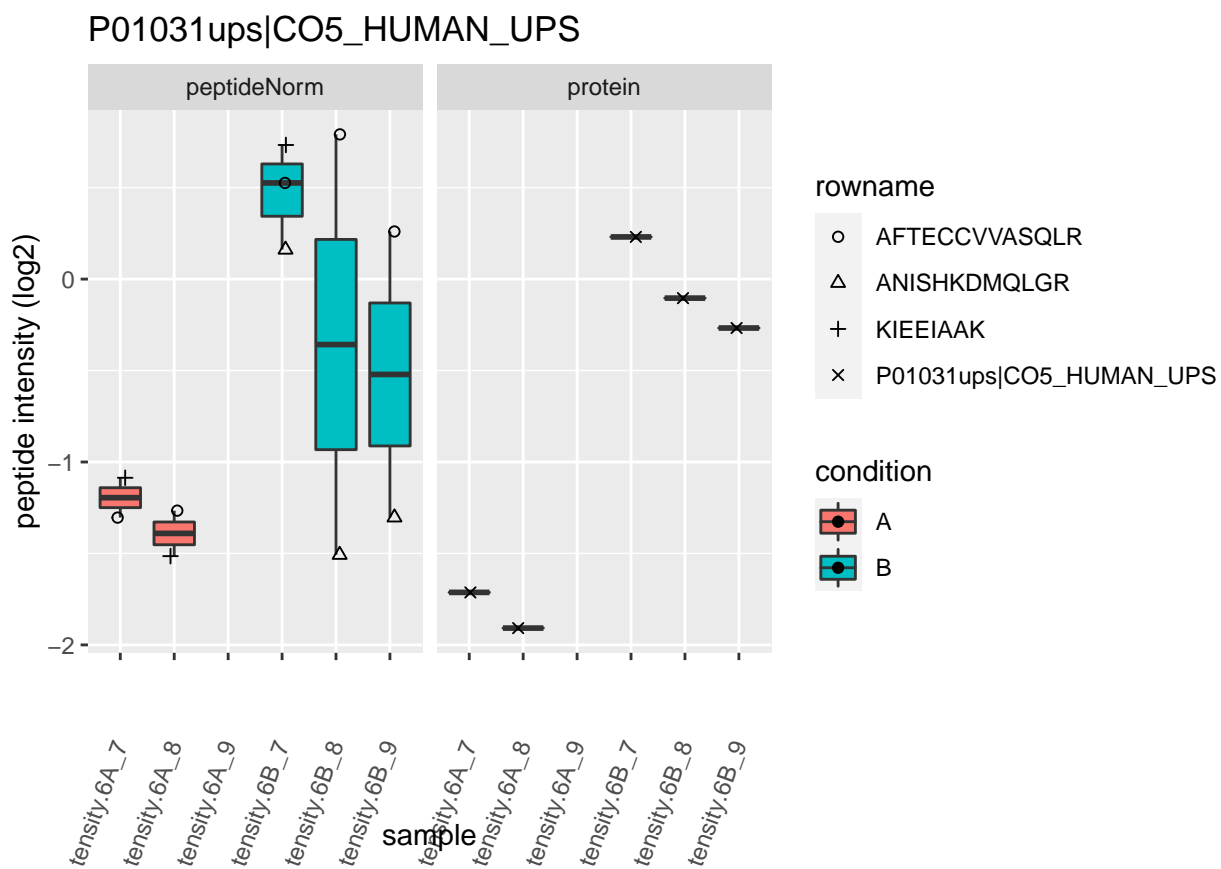 P01031ups|CO5_HUMAN_UPS
peptideNorm
protein
peptide intensity (log2)
0
−1
−2
tensity.6A_7
tensity.6A_8
tensity.6A_9
tensity.6B_7
tensity.6B_8
tensity.6B_9
tensity.6A_7
tensity.6A_8
tensity.6A_9
tensity.6B_7
tensity.6B_8
tensity.6B_9
sample
rowname
AFTECCVVASQLR
ANISHKDMQLGR
KIEEIAAK
P01031ups|CO5_HUMAN_UPS
condition
A
B